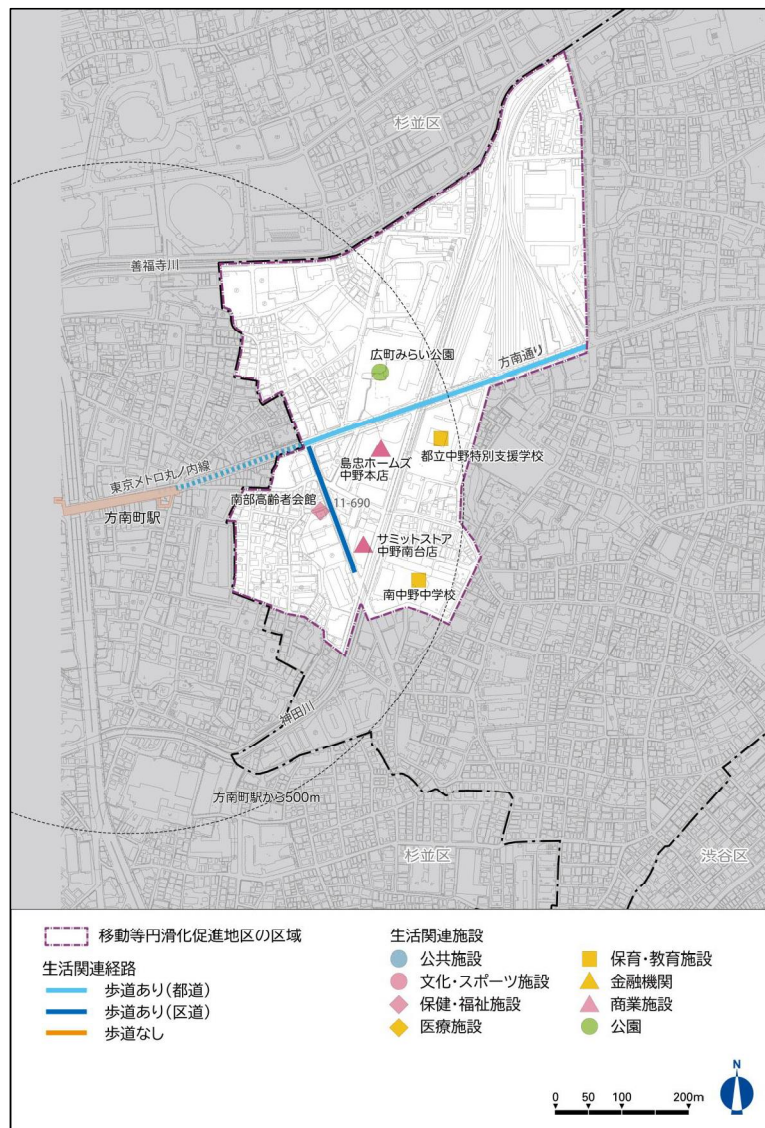 杉並区
善福寺川
広町みらい公園
方南通り
島忠ホームズ
中野本店
都立中野特別支援学校
東京メトロ丸ノ内線
方南町駅
南部高齢者会館
11-690
サミットストア
中野南台店
南中野中学校
神田川
方南町駅から500m
杉並区
渋谷区
移動等円滑化促進地区の区域
生活関連経路
歩道あり(都道)
歩道あり(区道)
歩道なし
生活関連施設
公共施設
文化・スポーツ施設
保健・福祉施設
医療施設
保育・教育施設
金融機関
商業施設
公園
0 50 100 200m
N